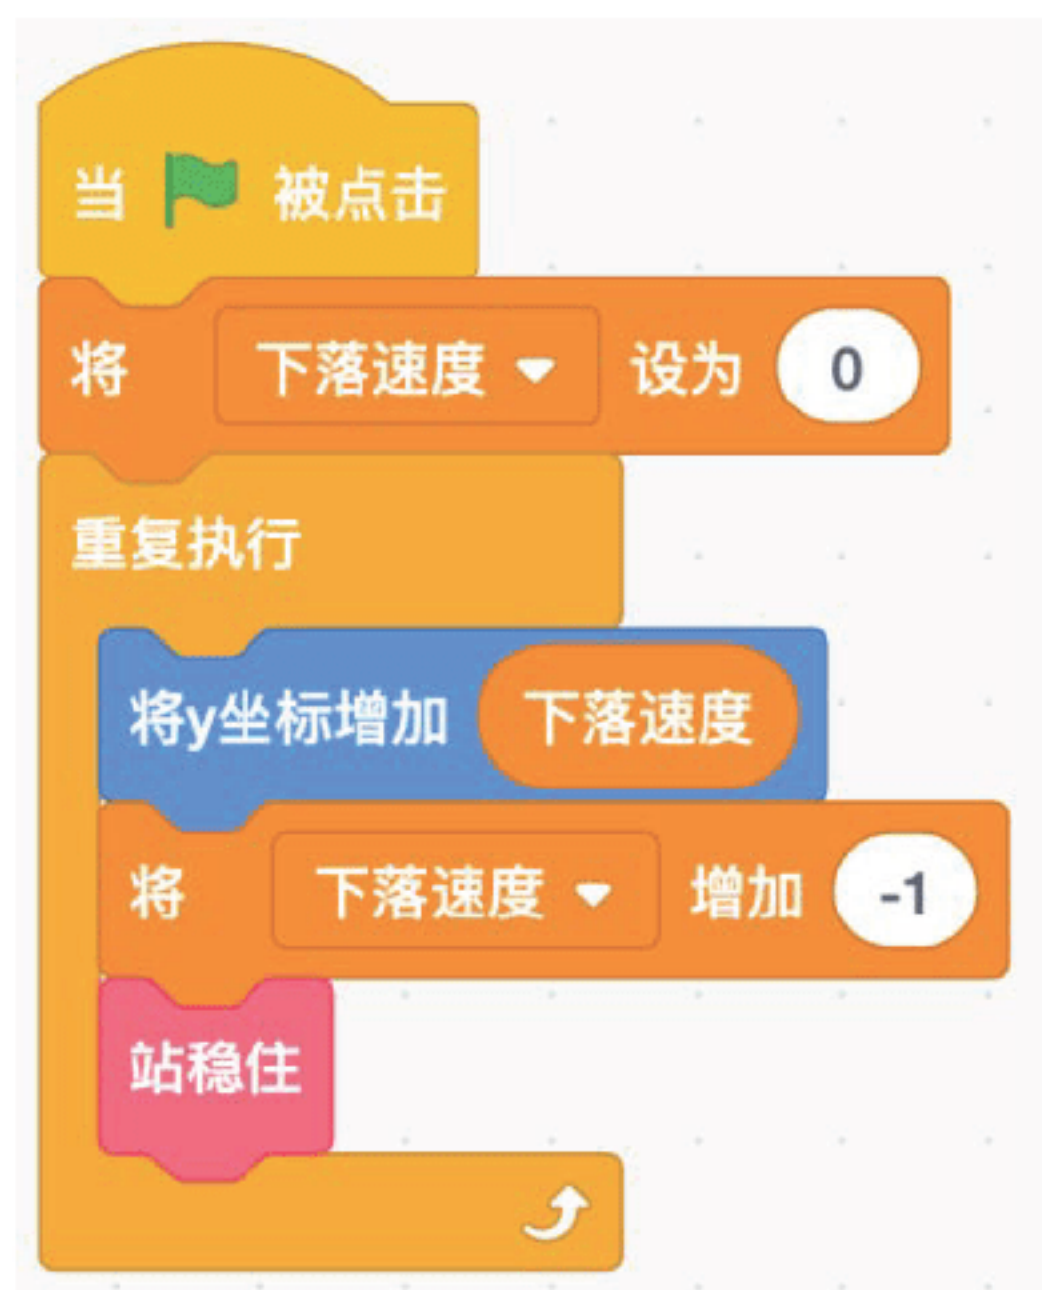 当 被点击
将 下落速度 设为 0
重复执行
将y坐标增加 下落速度
将 下落速度 增加 -1
站稳住